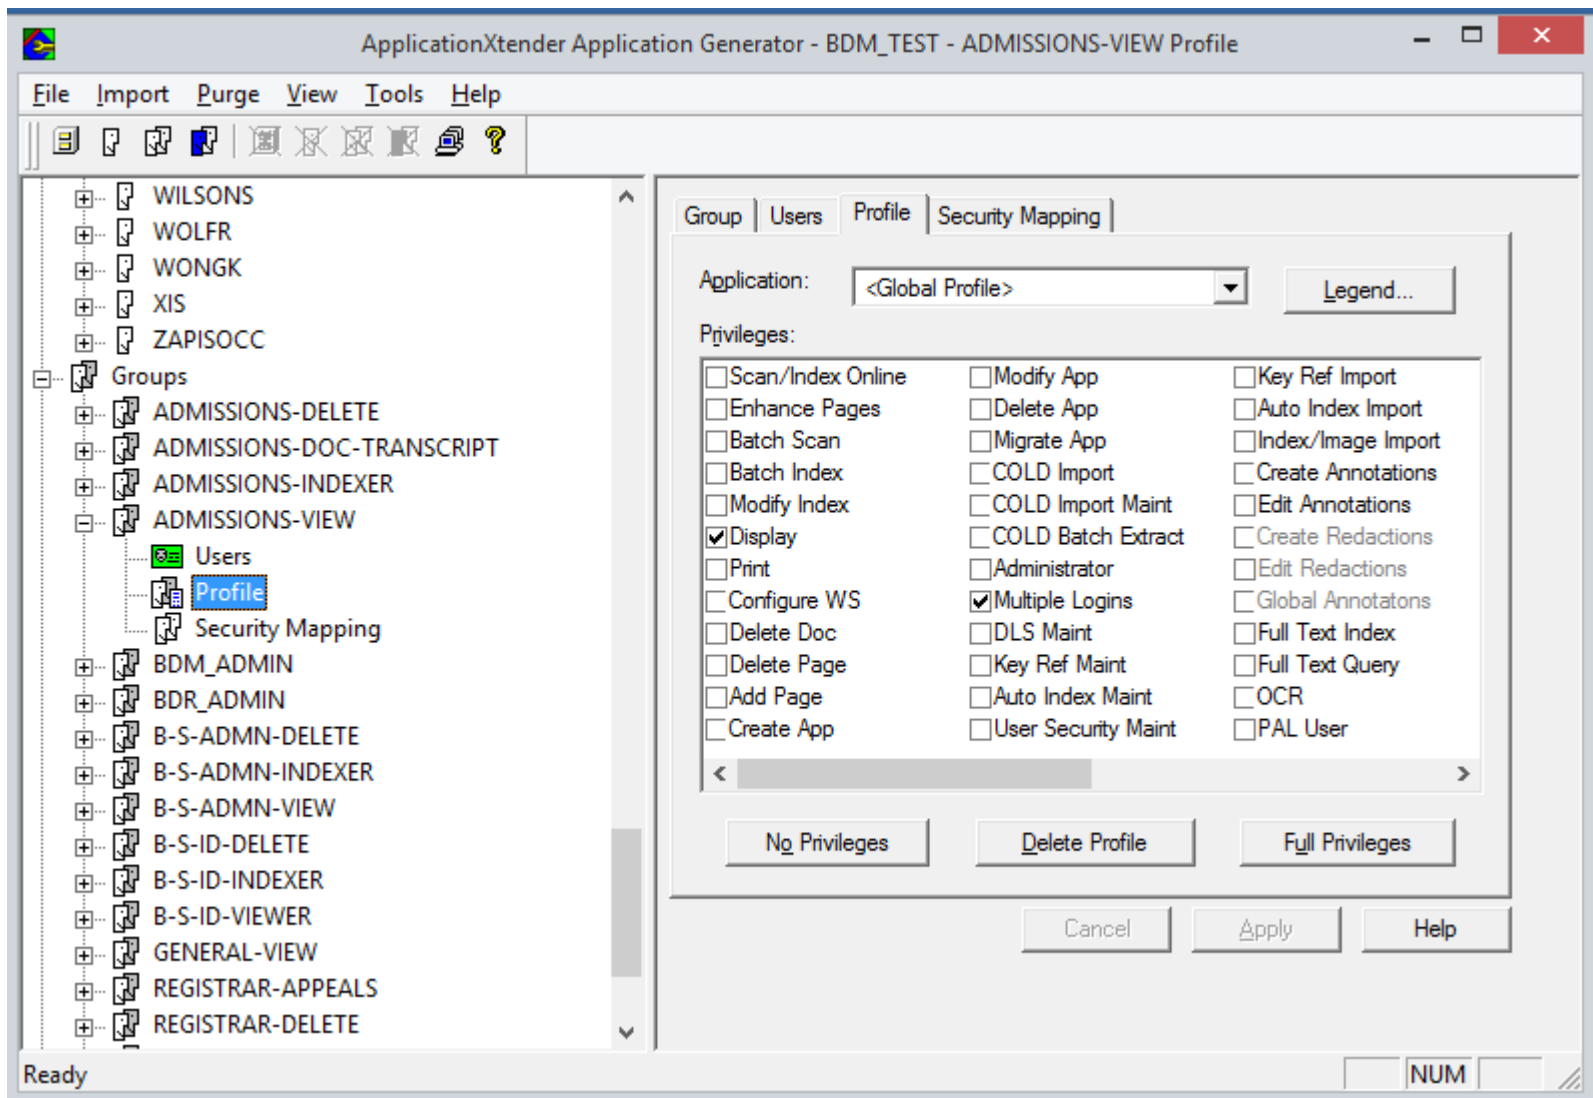 ApplicationXtender Application Generator - BDM_TEST - ADMISSIONS-VIEW Profile
File Import Purge View Tools Help
WILSONS
WOLFR
WONGK
XIS
ZAPISOCC
Groups
ADMISSIONS-DELETE
ADMISSIONS-DOC-TRANSCRIPT
ADMISSIONS-INDEXER
ADMISSIONS-VIEW
Users
Profile
Security Mapping
BDM_ADMIN
BDR_ADMIN
B-S-ADMN-DELETE
B-S-ADMN-INDEXER
B-S-ADMN-VIEW
B-S-ID-DELETE
B-S-ID-INDEXER
B-S-ID-VIEWER
GENERAL-VIEW
REGISTRAR-APPEALS
REGISTRAR-DELETE
Group Users Profile Security Mapping
Application: <Global Profile> Legend...
Privileges:
Scan/Index Online Modify App Key Ref Import
Enhance Pages Delete App Auto Index Import
Batch Scan Migrate App Index/Image Import
Batch Index COLD Import Create Annotations
Modify Index COLD Import Maint Edit Annotations
Display COLD Batch Extract Create Redactions
Print Administrator Edit Redactions
Configure WS Multiple Logins Global Annotatons
Delete Doc DLS Maint Full Text Index
Delete Page Key Ref Maint Full Text Query
Add Page Auto Index Maint OCR
Create App User Security Maint PAL User
No Privileges Delete Profile Full Privileges
Cancel Apply Help
Ready NUM